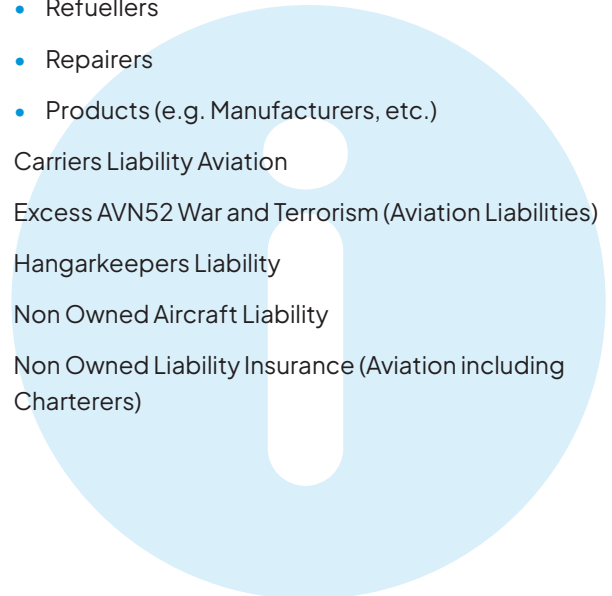 • Refuellers
• Repairers
• Products (e.g. Manufacturers, etc.)
Carriers Liability Aviation
Excess AVN52 War and Terrorism (Aviation Liabilities)
Hangarkeepers Liability
Non Owned Aircraft Liability
Non Owned Liability Insurance (Aviation including
Charterers)